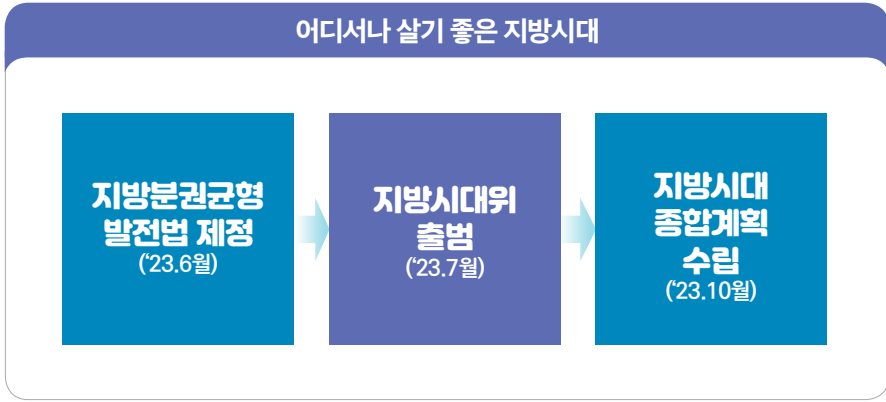 어디서나 살기 좋은 지방시대
지방분권균형
발전법 제정
(‘23.6월)
지방시대위
출범
(‘23.7월)
지방시대
종합계획
수립
(‘23.10월)